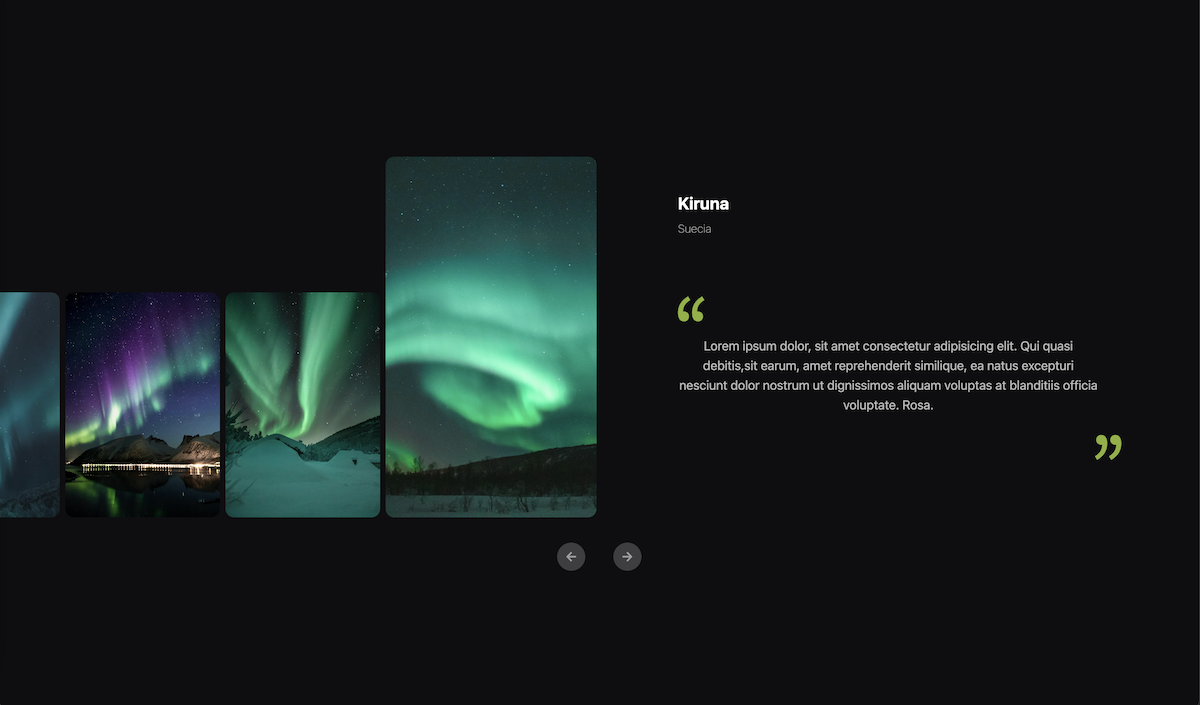 Kiruna
Suecia
“
Lorem ipsum dolor, sit amet consectetur adipisicing elit. Qui quasi
debitis,sit earum, amet reprehenderit similique, ea natus excepturi
nesciunt dolor nostrum ut dignissimos aliquam voluptas at blanditiis officia
voluptate. Rosa.
”